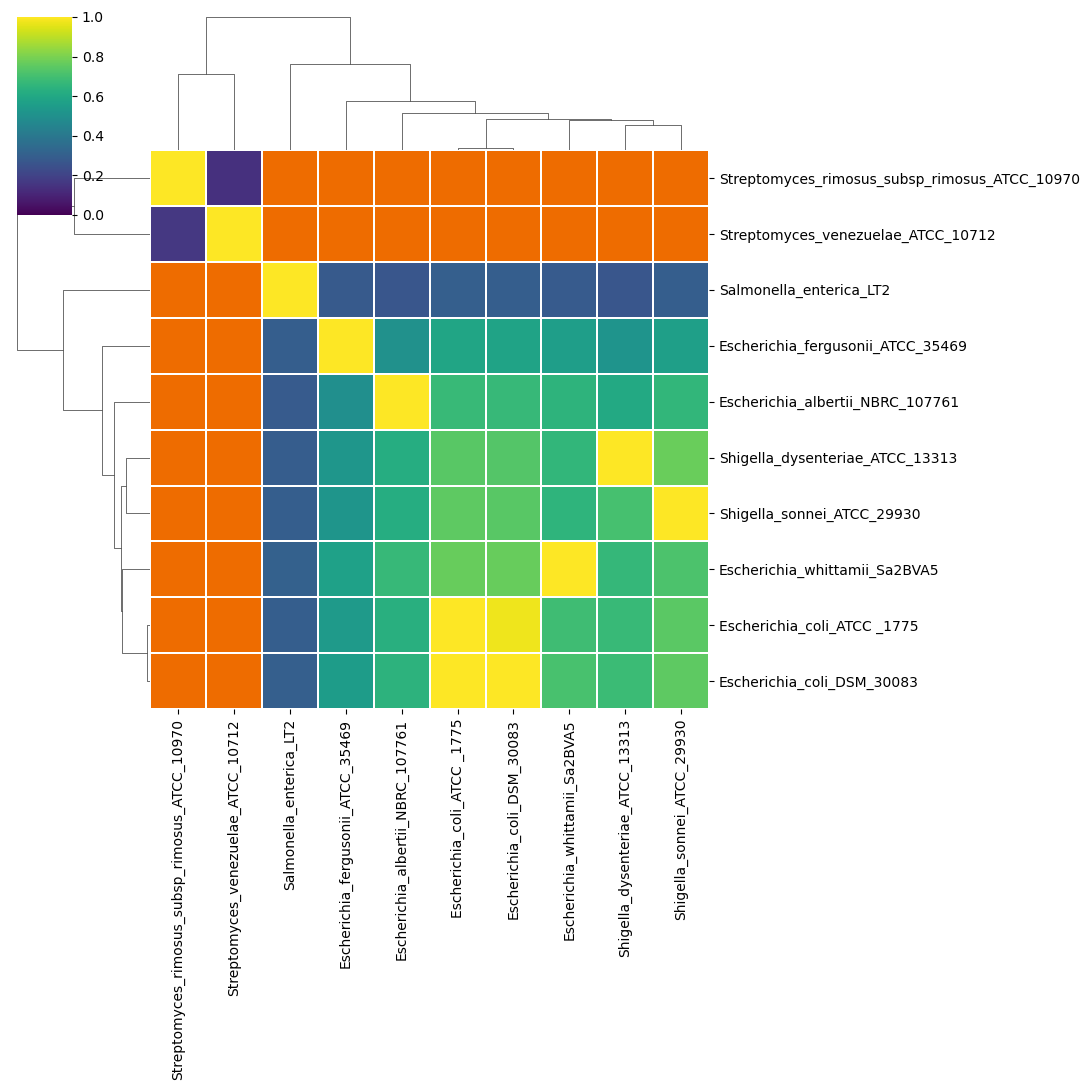 1.0
0.8
0.6
0.4
0.2
0.0
Streptomyces_rimosus_subsp_rimosus_ATCC_10970
Streptomyces_venezuelae_ATCC_10712
Salmonella_enterica_LT2
Escherichia_fergusonii_ATCC_35469
Escherichia_albertii_NBRC_107761
Shigella_dysenteriae_ATCC_13313
Shigella_sonnei_ATCC_29930
Escherichia_whittamii_Sa2BVA5
Escherichia_coli_ATCC _1775
Escherichia_coli_DSM_30083
Streptomyces_rimosus_subsp_rimosus_ATCC_10970
Streptomyces_venezuelae_ATCC_10712
Salmonella_enterica_LT2
Escherichia_fergusonii_ATCC_35469
Escherichia_albertii_NBRC_107761
Escherichia_coli_ATCC _1775
Escherichia_coli_DSM_30083
Escherichia_whittamii_Sa2BVA5
Shigella_dysenteriae_ATCC_13313
Shigella_sonnei_ATCC_29930